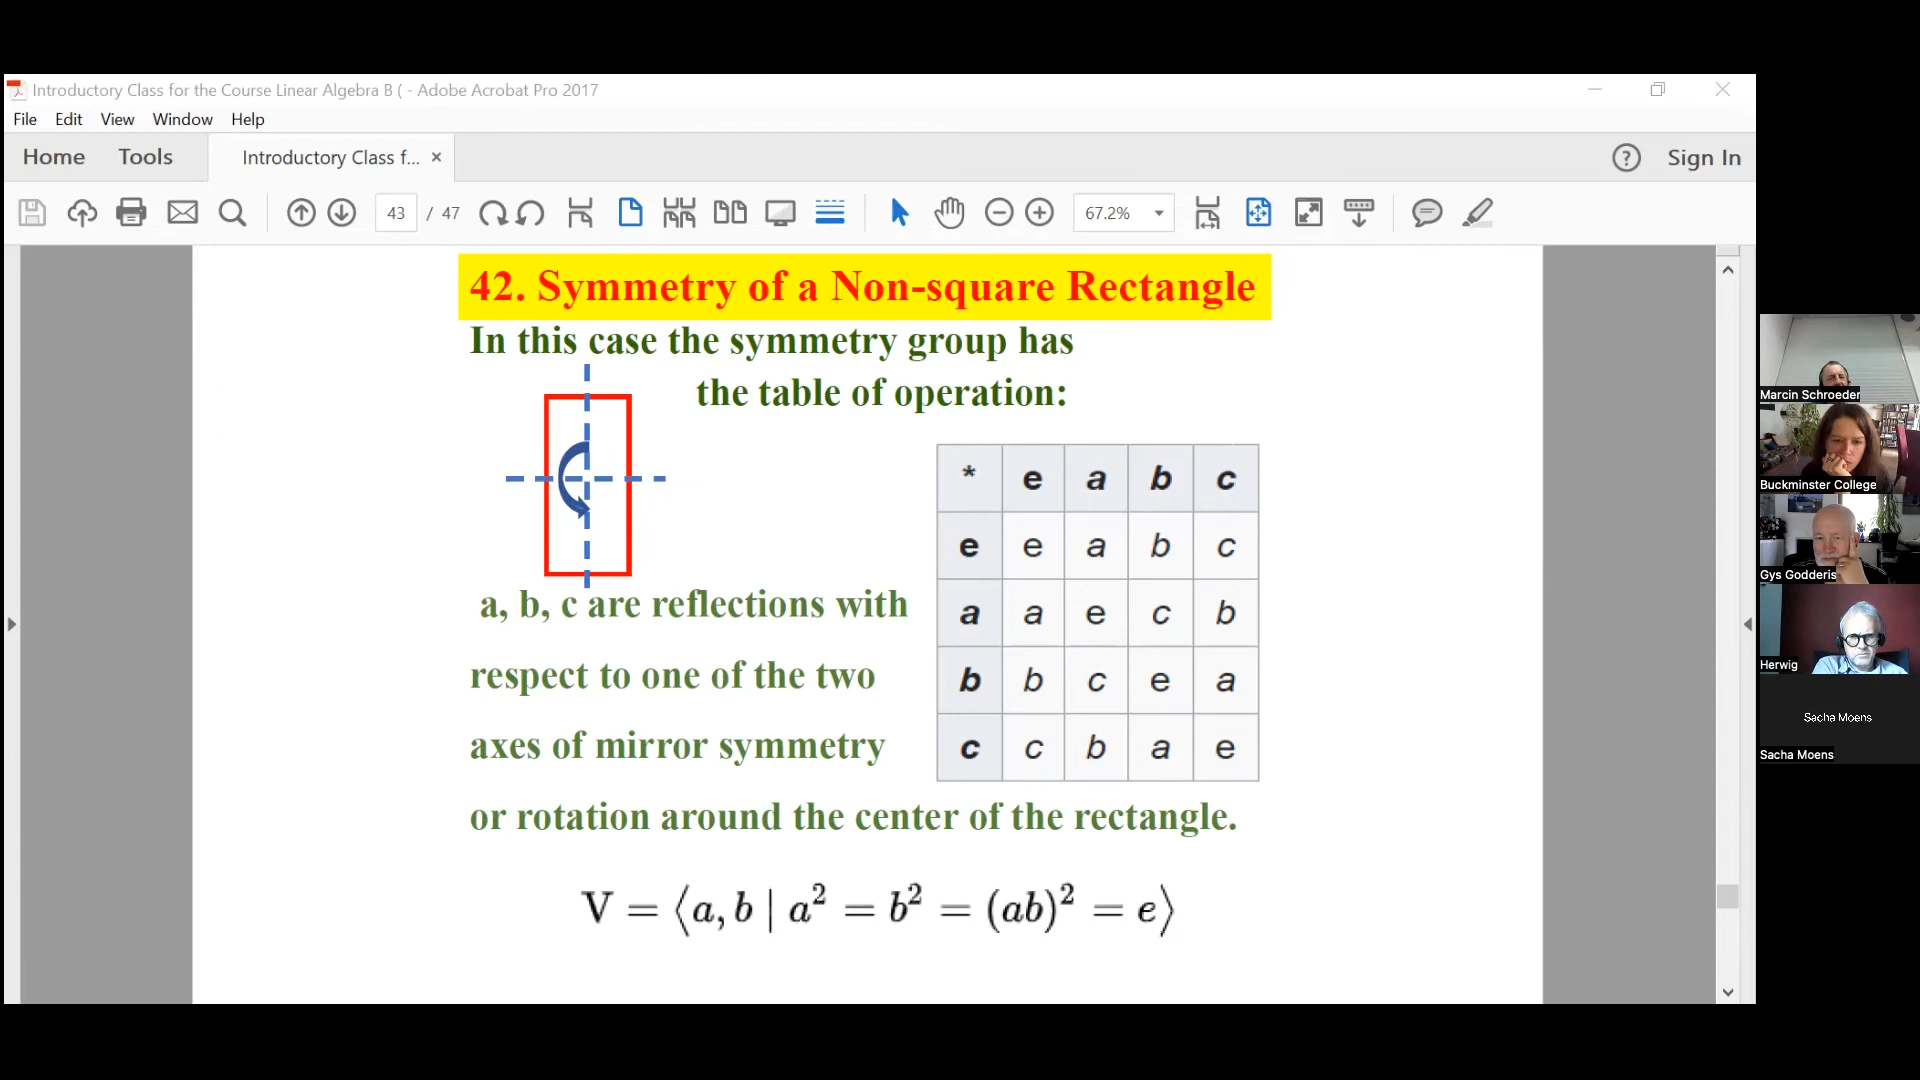 Introductory Class for the Course Linear Algebra B ( - Adobe Acrobat Pro 2017
File Edit View Window Help
Home Tools Introductory Class f... × ? Sign In
43 / 47 67.2%
42. Symmetry of a Non-square Rectangle
In this case the symmetry group has
the table of operation:
* e a b c
e e a b c
a a e c b
b b c e a
c c b a e
a, b, c are reflections with
respect to one of the two
axes of mirror symmetry
or rotation around the center of the rectangle.
V = ⟨a, b | a² = b² = (ab)² = e⟩
Marcin Schroeder
Buckminster College
Gys Godderis
Herwig
Sacha Moens
Sacha Moens